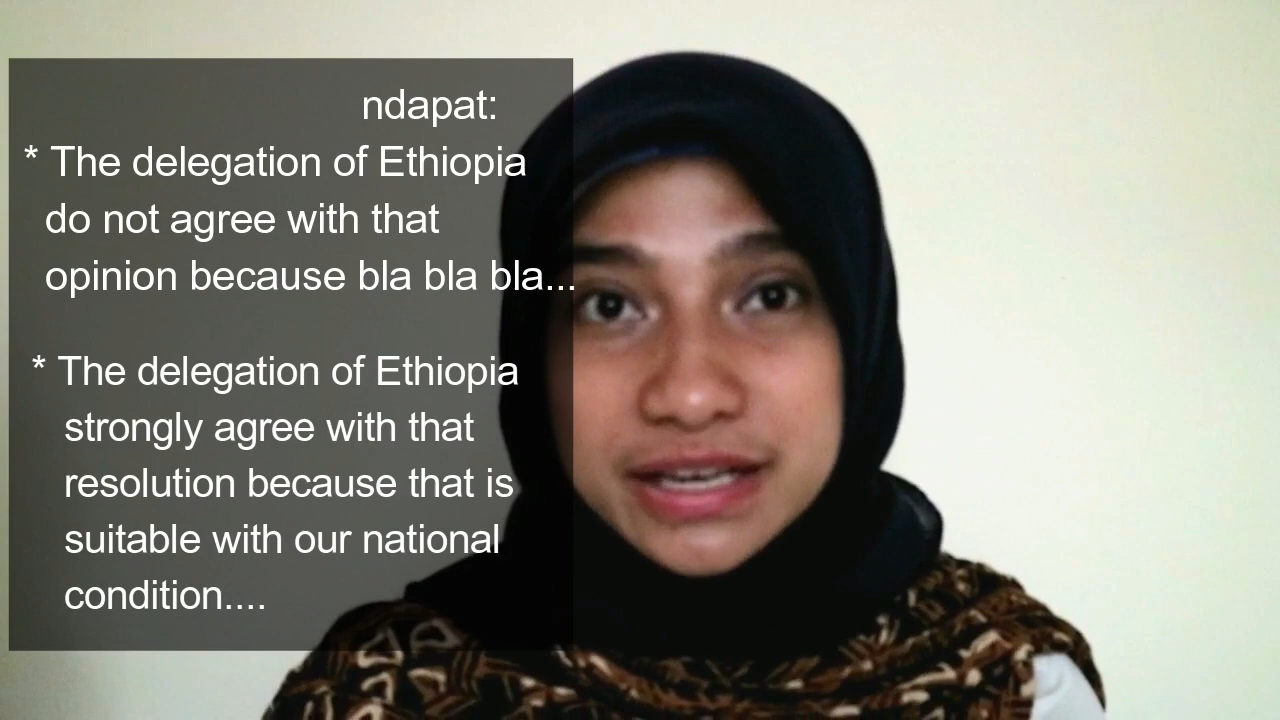 ndapat:
* The delegation of Ethiopia
do not agree with that
opinion because bla bla bla...
* The delegation of Ethiopia
strongly agree with that
resolution because that is
suitable with our national
condition....